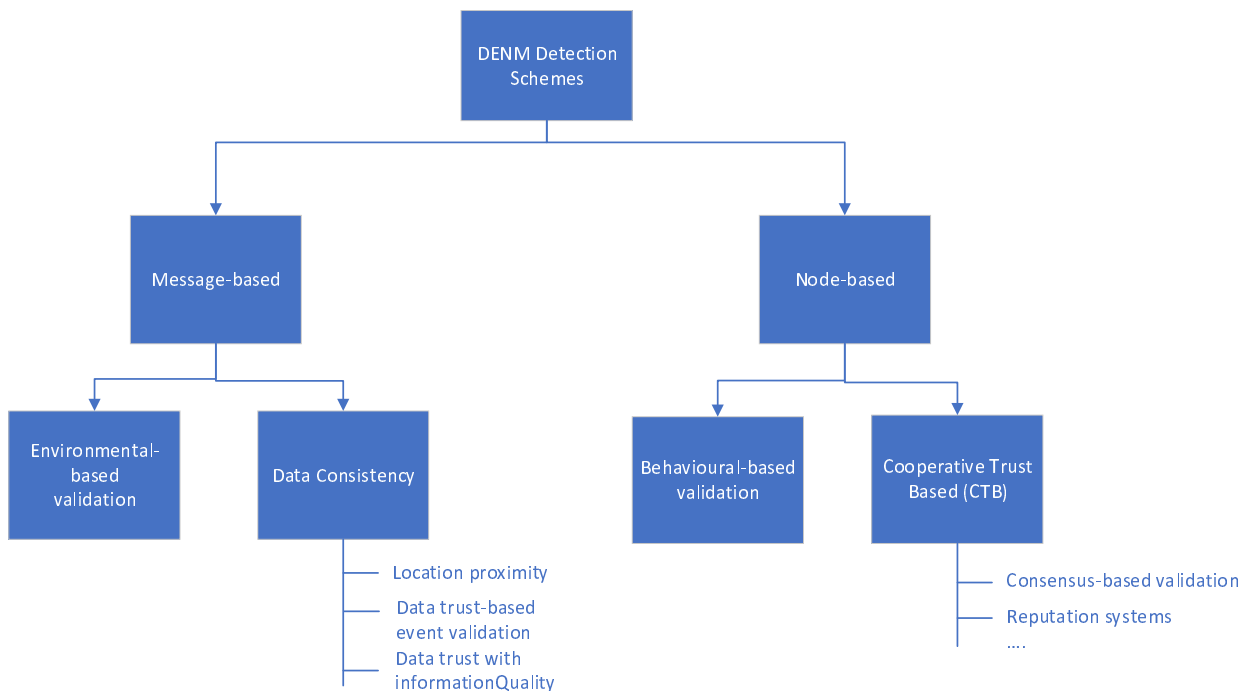 DENM Detection
Schemes
Message-based
Node-based
Environmental-
based
validation
Data Consistency
Behavioural-based
validation
Cooperative Trust
Based (CTB)
Location proximity
Data trust-based
event validation
Data trust with
informationQuality
Consensus-based validation
Reputation systems
....